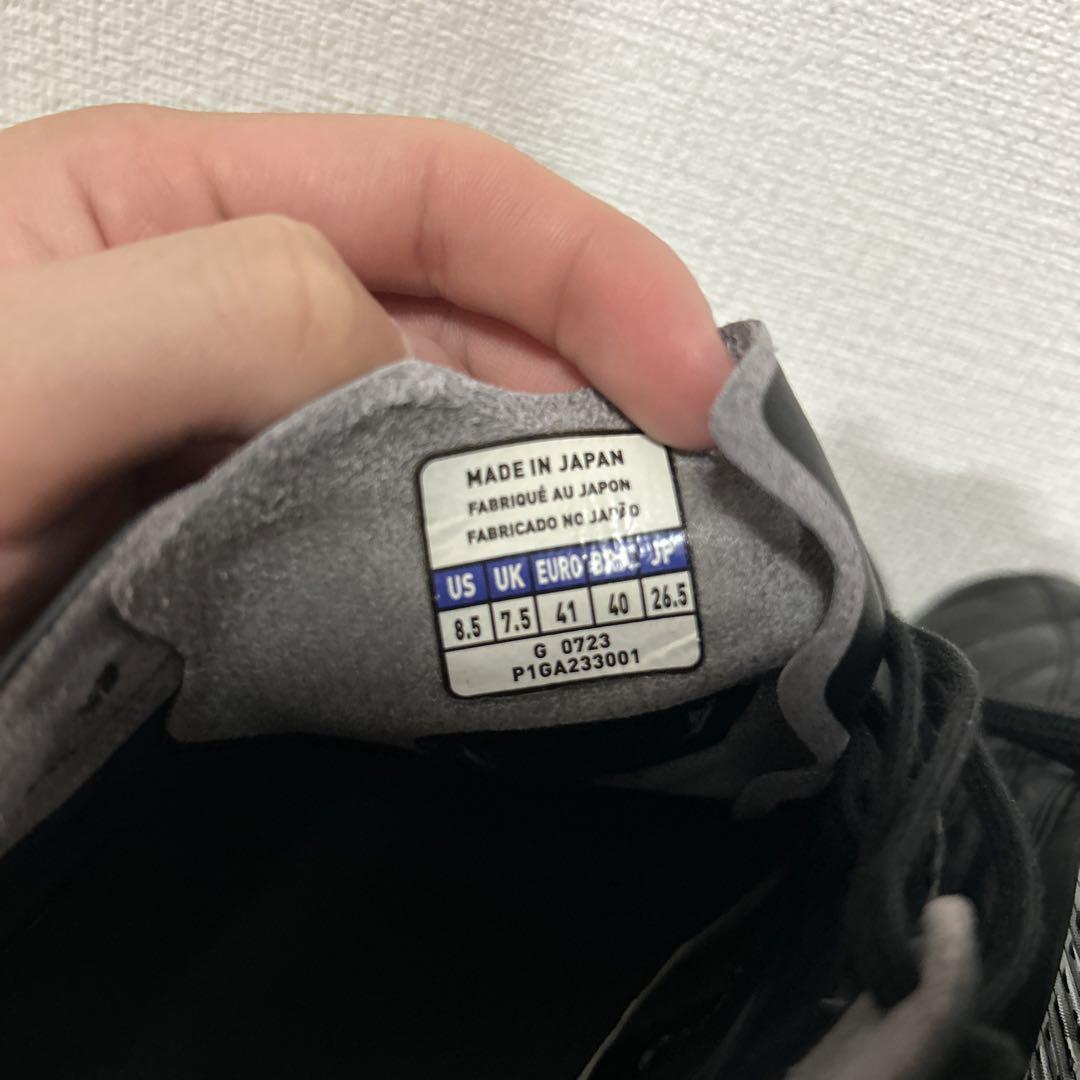 MADE IN JAPAN
FABRIQUÉ AU JAPON
FABRICADO NO JAPÃO
US UK EURO JP
8.5 7.5 41 40 26.5
G 0723
P1GA233001